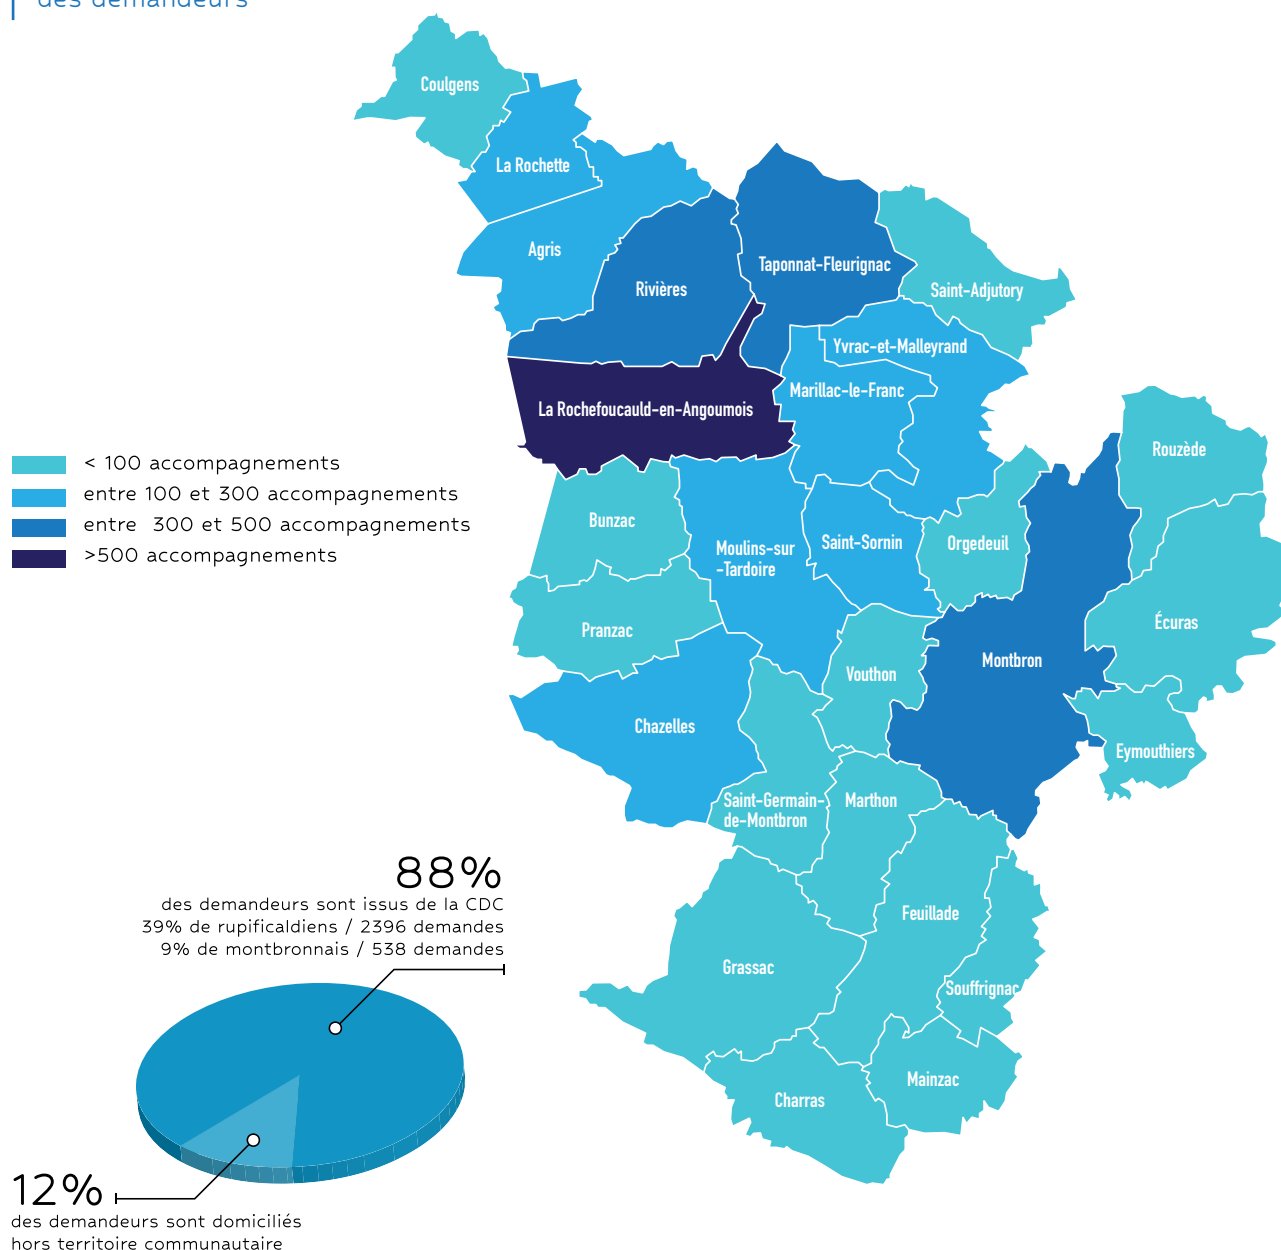 des demandeurs
Coulgens
La Rochette
Agris
Rivières
Taponnat-Fleurignac
Saint-Adjutory
Yvrac-et-Malleyrand
Marillac-le-Franc
La Rochefoucauld-en-Angoumois
Rouzède
< 100 accompagnements
entre 100 et 300 accompagnements
entre 300 et 500 accompagnements
>500 accompagnements
Bunzac
Moulins-sur
-Tardoire
Saint-Sornin
Orgedeuil
Écuras
Pranzac
Montbron
Vouthon
Chazelles
Eymouthiers
Saint-Germain-
de-Montbron
Marthon
Feuillade
Grassac
Souffrignac
Mainzac
Charras
88%
des demandeurs sont issus de la CDC
39% de rupificaldiens / 2396 demandes
9% de montbronnais / 538 demandes
12%
des demandeurs sont domiciliés
hors territoire communautaire